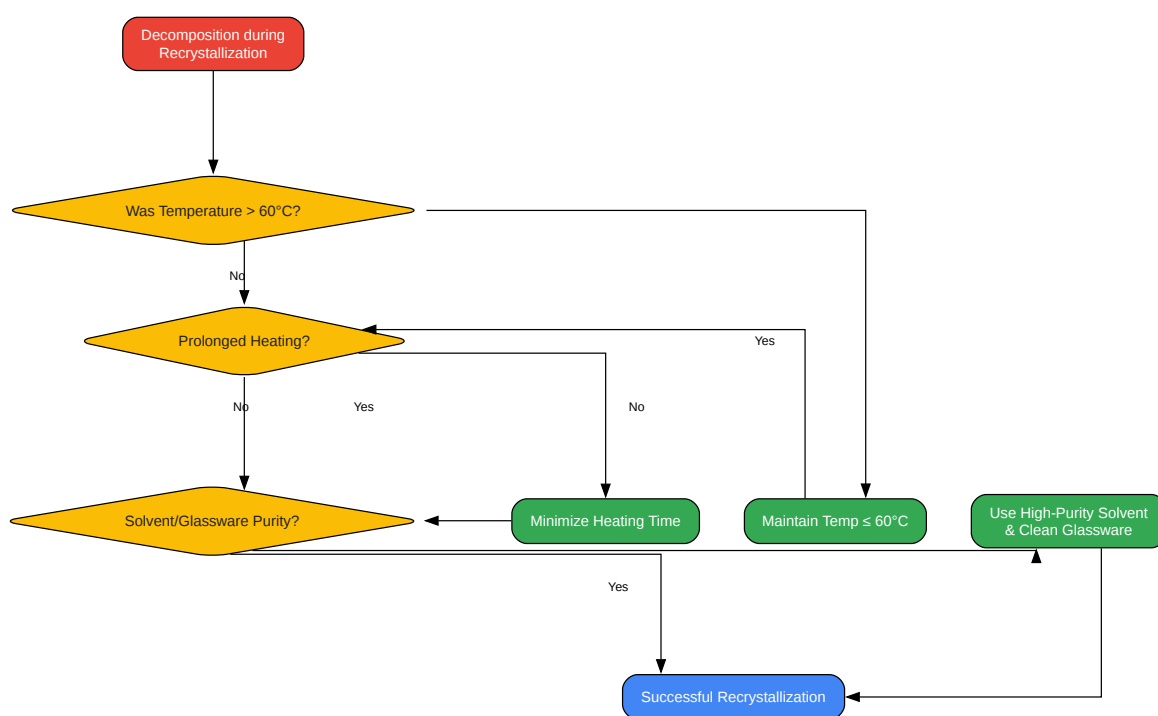 Decomposition during
Recrystallization
Was Temperature > 60°C?
No
Prolonged Heating?
Yes
No
Yes
No
Solvent/Glassware Purity?
Minimize Heating Time
Maintain Temp ≤ 60°C
Use High-Purity Solvent
& Clean Glassware
Yes
Successful Recrystallization